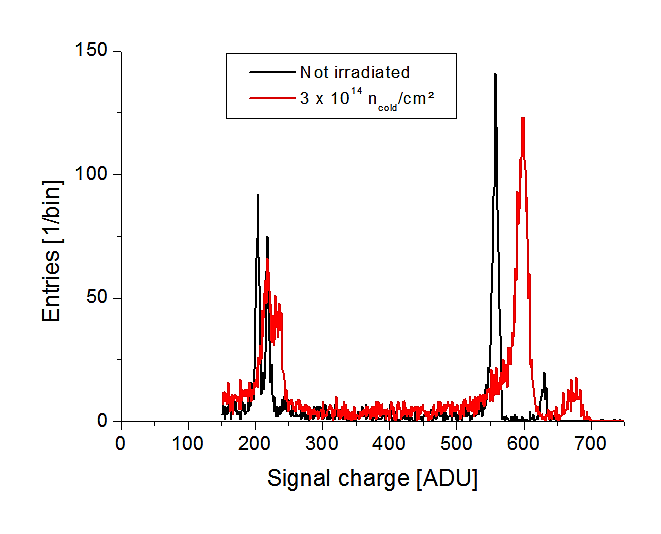 150
Not irradiated
3 x 10¹⁴ n_cold/cm²
100
Entries [1/bin]
50
0
0 100 200 300 400 500 600 700
Signal charge [ADU]